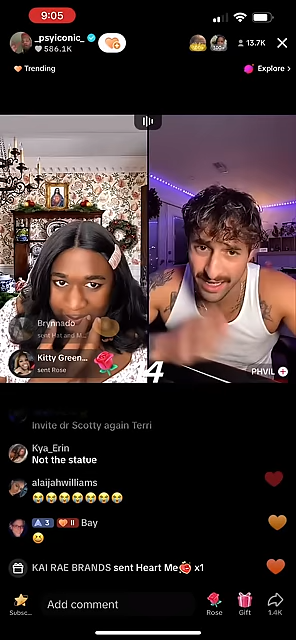 9:05
_psyiconic_
586.1K
13.7K
Trending
Explore >
Brynnado
sent Hat and M...
Kitty Green...
sent Rose
4
PHVIL
Invite dr Scotty again Terri
Kya_Erin
Not the statue
alaijahwilliams
😭😭😭😭😭😭😭
3 II Bay
😀
KAI RAE BRANDS sent Heart Me x1
Subsc...
Add comment
Rose
Gift
1.4K